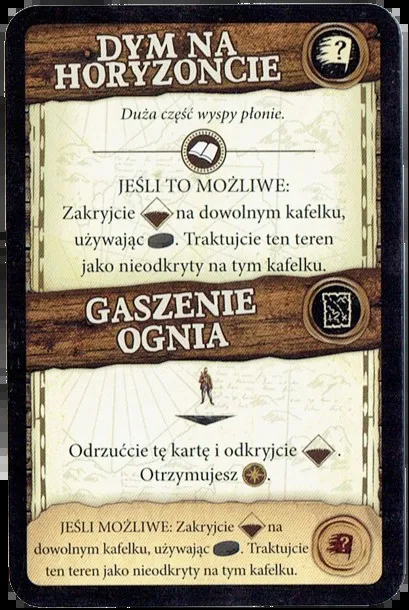 DYM NA
HORYZONCIE
?
Duża część wyspy płonie.
JEŚLI TO MOŻLIWE:
Zakryjcie na dowolnym kafelku,
używając . Traktujcie ten teren
jako nieodkryty na tym kafelku.
GASZENIE
OGNIA
Odrzućcie tę kartę i odkryjcie .
Otrzymujesz .
JEŚLI MOŻLIWE: Zakryjcie na
dowolnym kafelku, używając . Traktujcie
ten teren jako nieodkryty na tym kafelku.
?